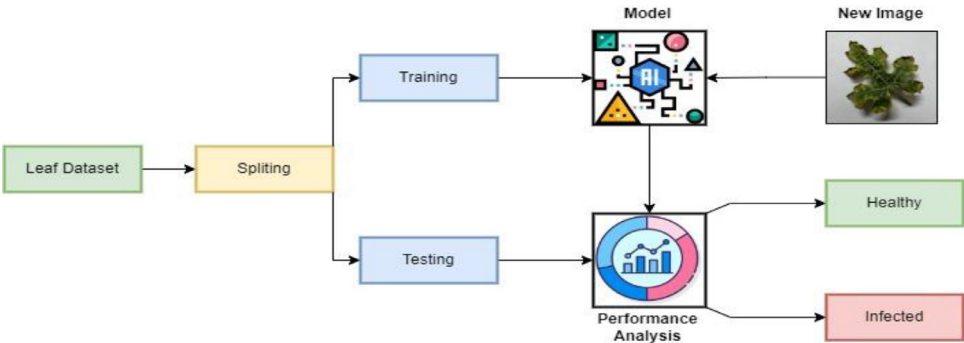 Model
New Image
Training
AI
Leaf Dataset
Spliting
Healthy
Testing
Performance
Analysis
Infected